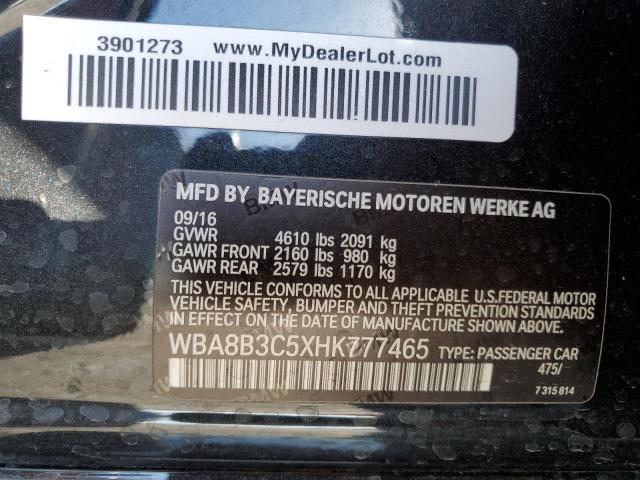 3901273 www.MyDealerLot.com
MFD BY BAYERISCHE MOTOREN WERKE AG
09/16
GVWR 4610 lbs 2091 kg
GAWR FRONT 2160 lbs 980 kg
GAWR REAR 2579 lbs 1170 kg
THIS VEHICLE CONFORMS TO ALL APPLICABLE U.S.FEDERAL MOTOR
VEHICLE SAFETY, BUMPER AND THEFT PREVENTION STANDARDS
IN EFFECT ON THE DATE OF MANUFACTURE SHOWN ABOVE.
WBA8B3C5XHK777465 TYPE: PASSENGER CAR
475/
7 315 814